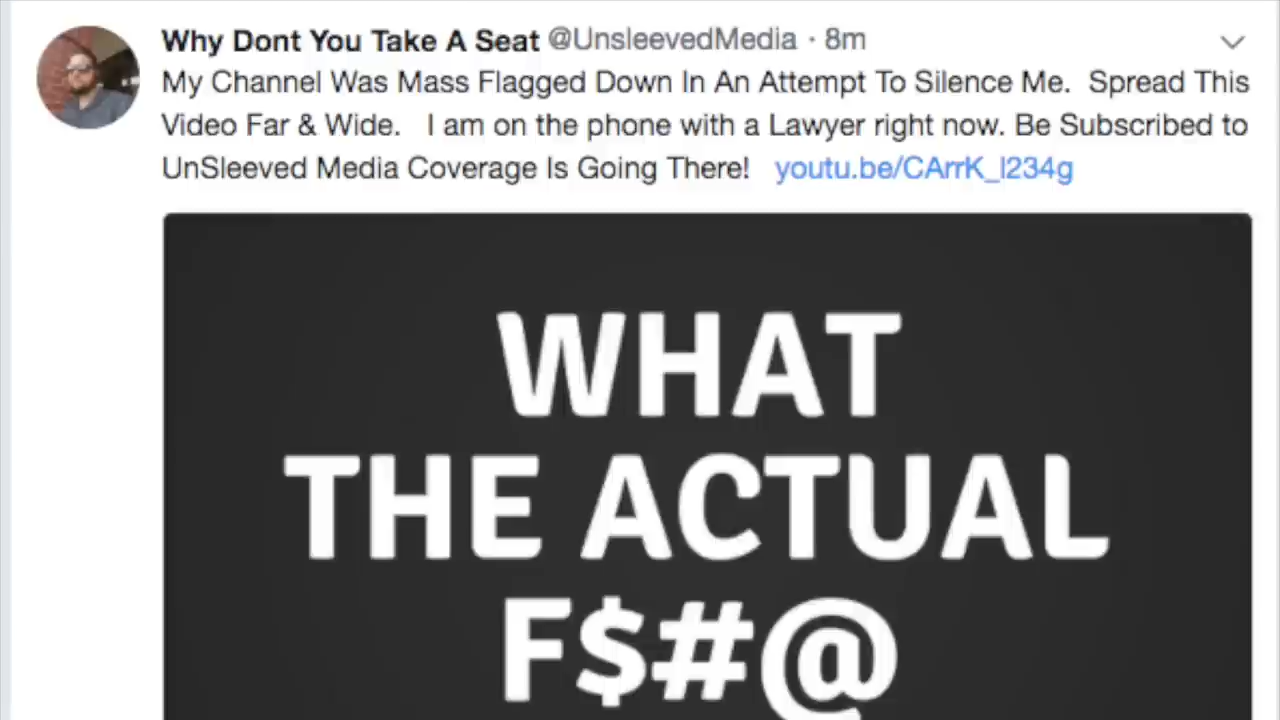 Why Dont You Take A Seat @UnsleevedMedia · 8m
My Channel Was Mass Flagged Down In An Attempt To Silence Me.  Spread This
Video Far & Wide.   I am on the phone with a Lawyer right now. Be Subscribed to
UnSleeved Media Coverage Is Going There!   youtu.be/CArrK_I234g
WHAT
THE ACTUAL
F$#@